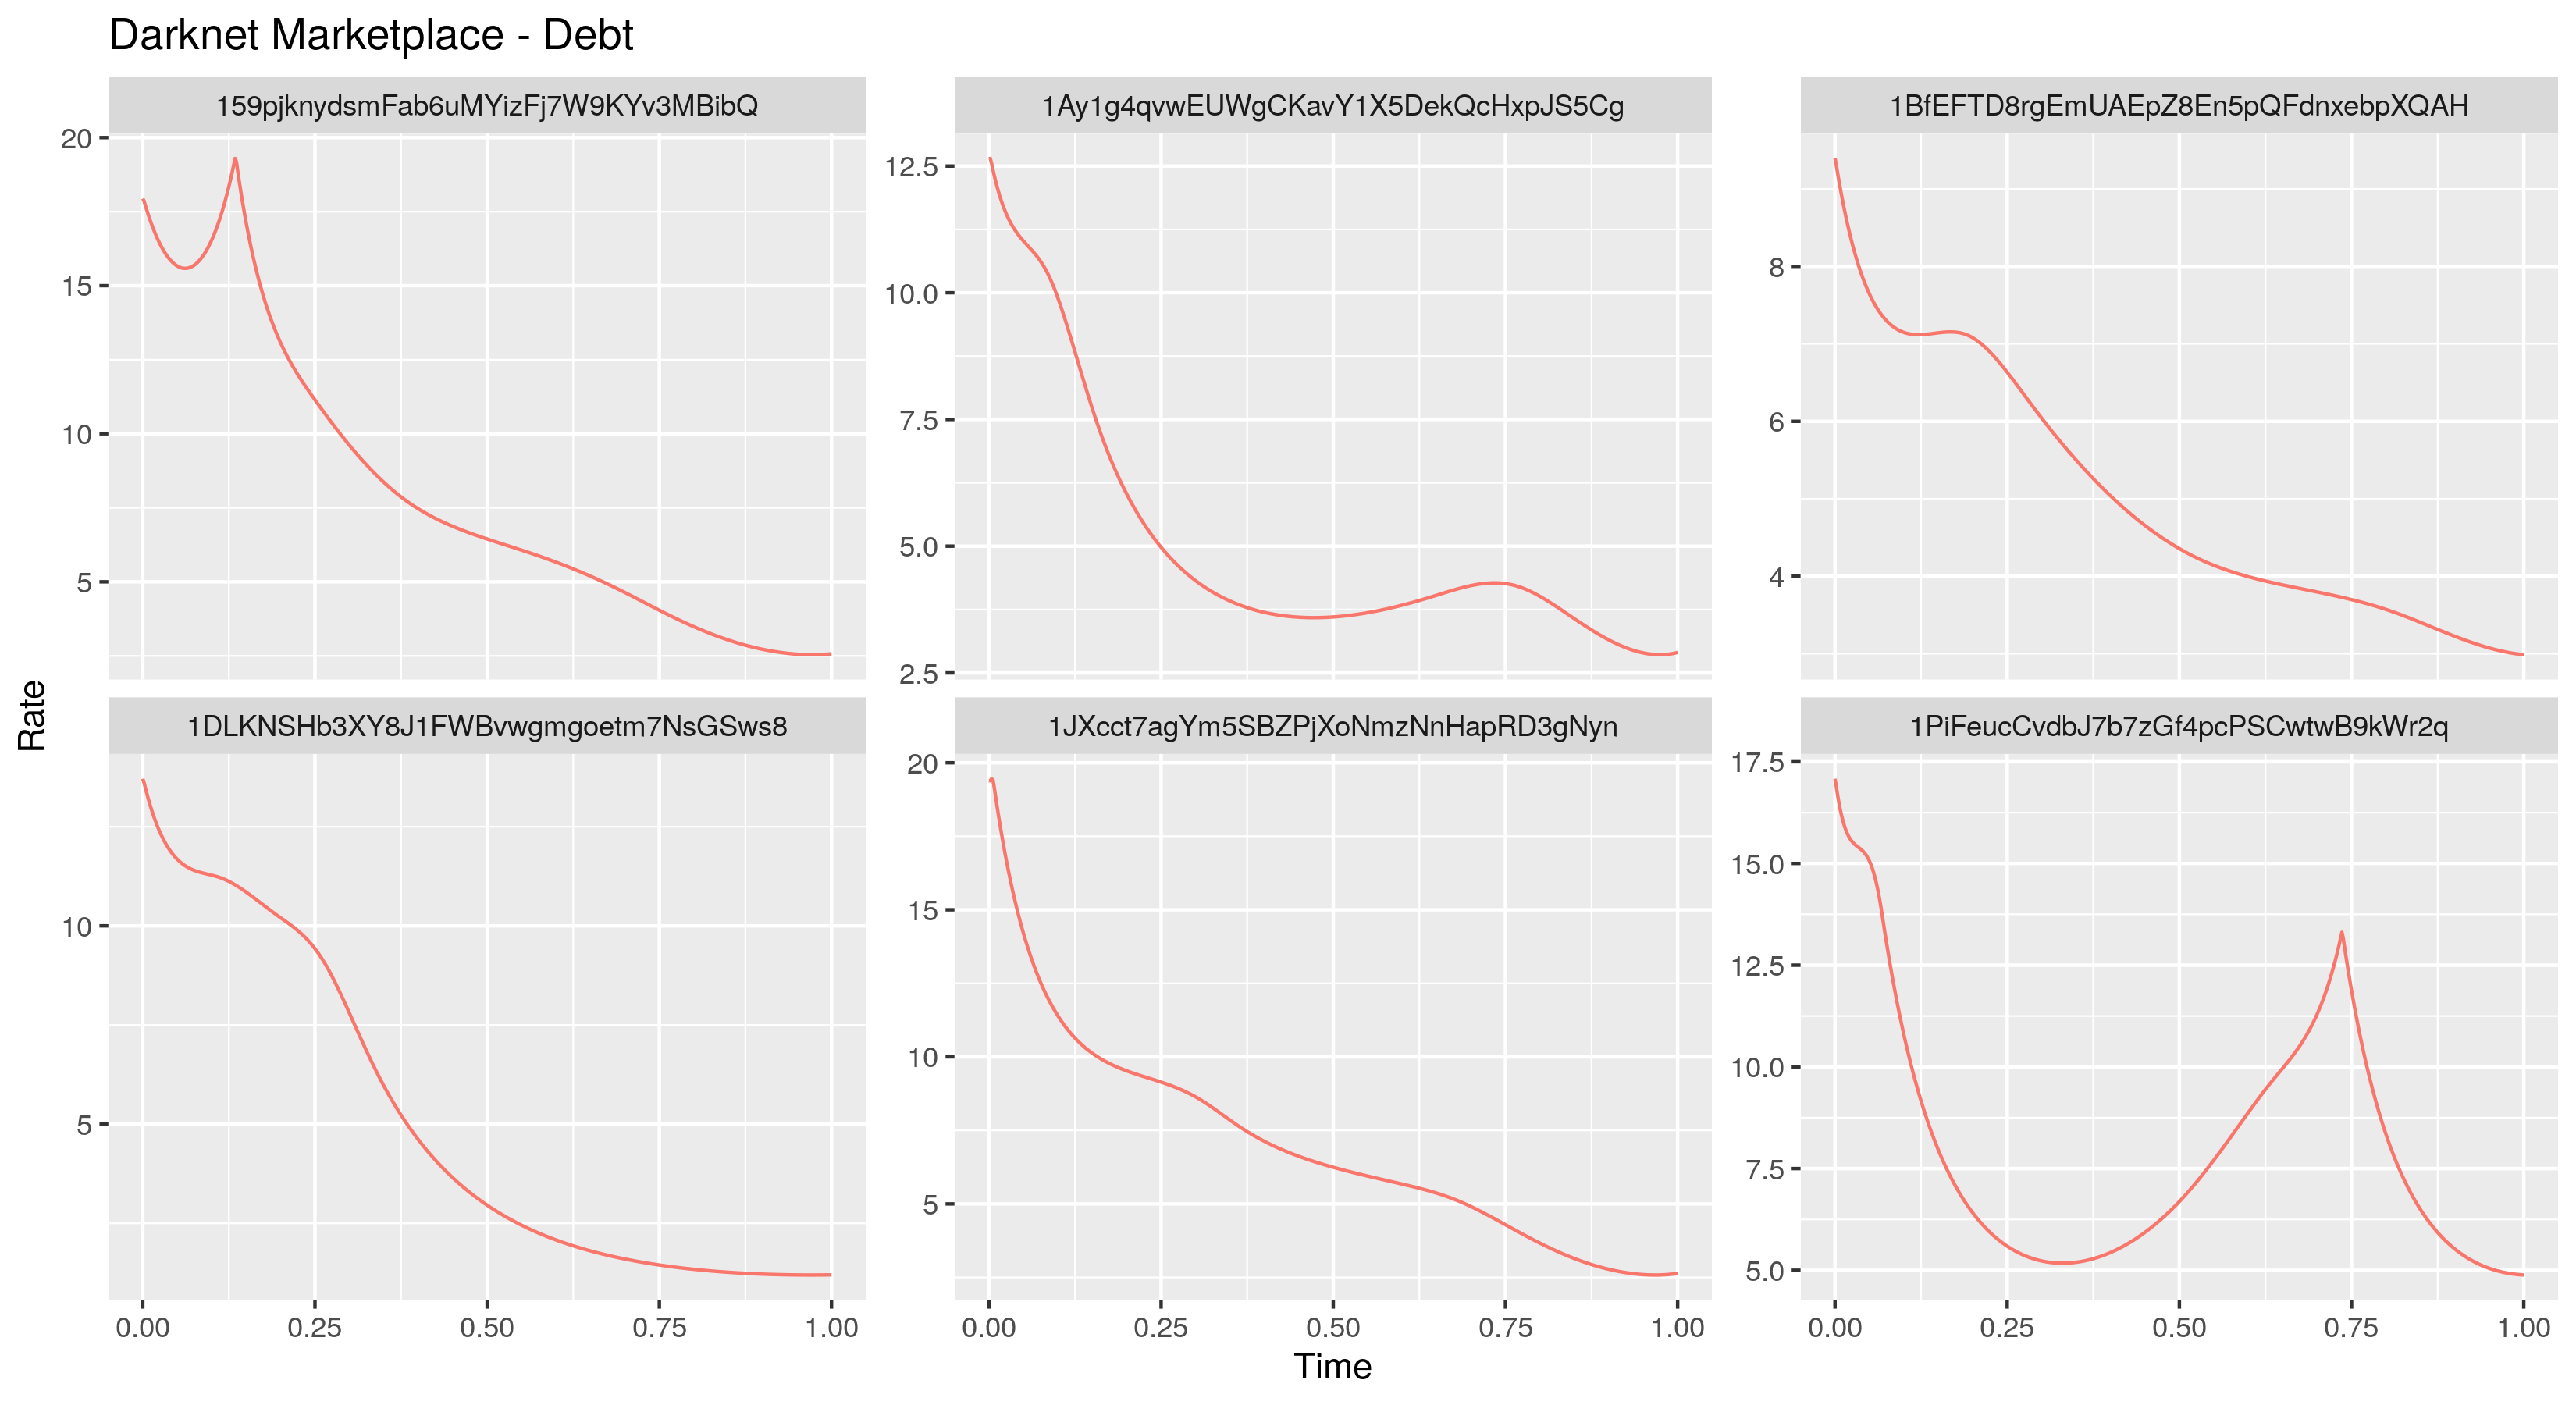 Darknet Marketplace - Debt
159pjknydsmFab6uMYizFj7W9KYv3MBibQ
1Ay1g4qvwEUWgCKavY1X5DekQcHxpJS5Cg
1BfEFTD8rgEmUAEpZ8En5pQFdnxebpXQAH
20
15
10
5
12.5
10.0
7.5
5.0
2.5
8
6
4
Rate
1DLKNSHb3XY8J1FWBvwgmgoetm7NsGSws8
1JXcct7agYm5SBZPjXoNmzNnHapRD3gNyn
1PiFeucCvdbJ7b7zGf4pcPSCwtwB9kWr2q
10
5
20
15
10
5
17.5
15.0
12.5
10.0
7.5
5.0
0.00 0.25 0.50 0.75 1.00
0.00 0.25 0.50 0.75 1.00
0.00 0.25 0.50 0.75 1.00
Time